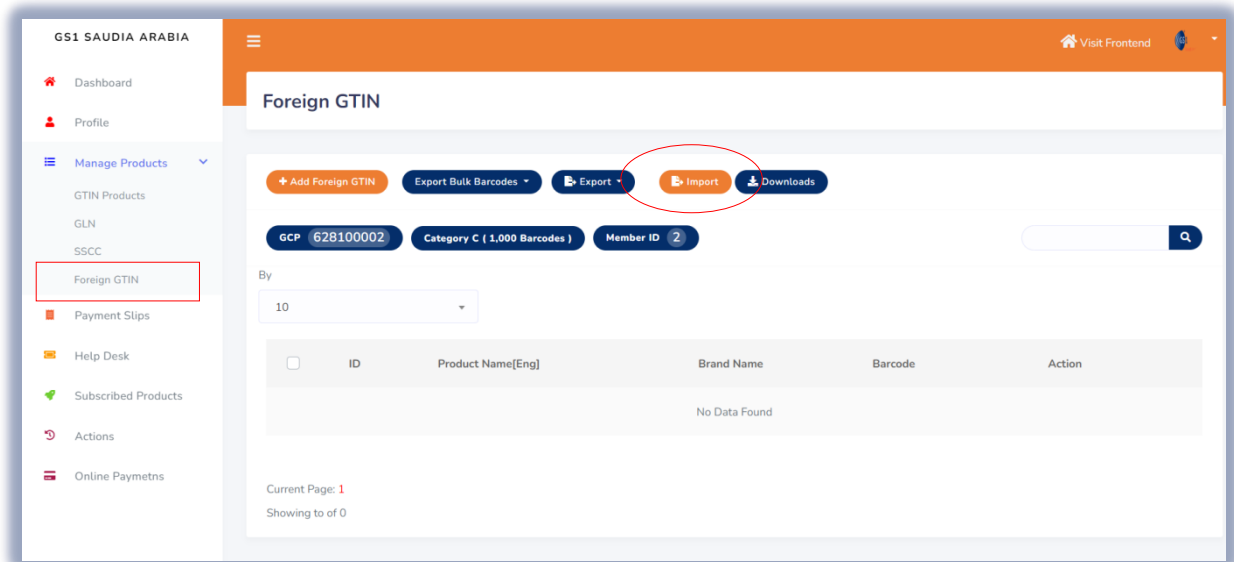 GS1 SAUDIA ARABIA
Visit Frontend
Dashboard
Profile
Manage Products
GTIN Products
GLN
SSCC
Foreign GTIN
Payment Slips
Help Desk
Subscribed Products
Actions
Online Paymetns
Foreign GTIN
+ Add Foreign GTIN Export Bulk Barcodes Export Import Downloads
GCP 628100002 Category C ( 1,000 Barcodes ) Member ID 2
By
10
ID Product Name[Eng] Brand Name Barcode Action
No Data Found
Current Page: 1
Showing to of 0